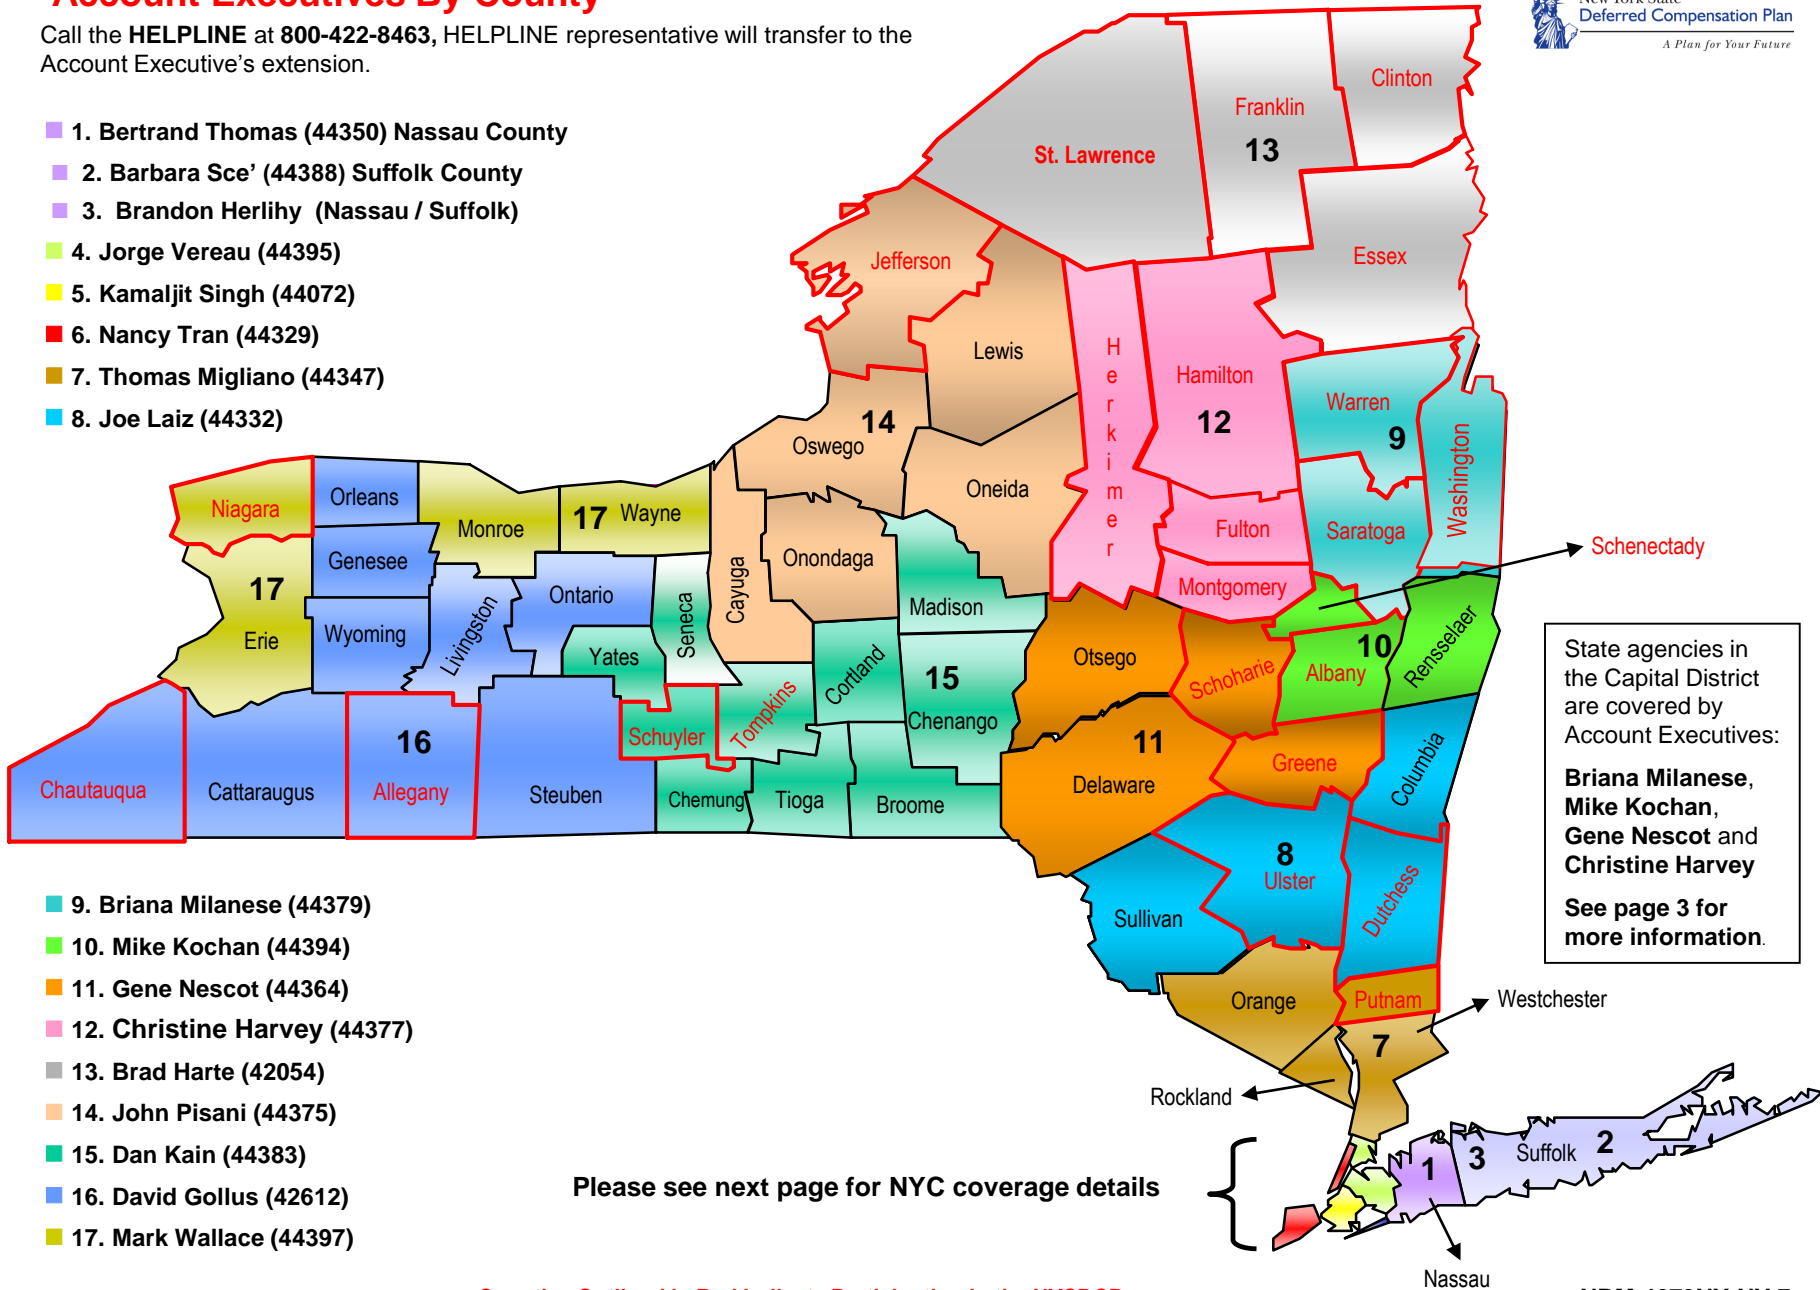 Account Executives By County
Call the HELPLINE at 800-422-8463, HELPLINE representative will transfer to the
Account Executive's extension.
New York State
Deferred Compensation Plan
A Plan for Your Future
1. Bertrand Thomas (44350) Nassau County
2. Barbara Sce' (44388) Suffolk County
3. Brandon Herlihy (Nassau / Suffolk)
4. Jorge Vereau (44395)
5. Kamaljit Singh (44072)
6. Nancy Tran (44329)
7. Thomas Migliano (44347)
8. Joe Laiz (44332)
Clinton
Franklin
13
St. Lawrence
Essex
Jefferson
Lewis
Herkimer
Hamilton
12
Warren
9
Washington
14
Oswego
Oneida
Fulton
Saratoga
Schenectady
Montgomery
Niagara
Orleans
Monroe
17 Wayne
Genesee
17
Erie
Wyoming
Livingston
Ontario
Yates
Seneca
Cayuga
Onondaga
Madison
Cortland
15
Chenango
Otsego
Schoharie
10
Albany
Rensselaer
Schuyler
Tompkins
11
Delaware
Greene
Columbia
Chautauqua
Cattaraugus
16
Allegany
Steuben
Chemung
Tioga
Broome
8
Ulster
Sullivan
Dutchess
Orange
Putnam
Westchester
7
Rockland
1
3
Suffolk
2
Nassau
State agencies in
the Capital District
are covered by
Account Executives:
Briana Milanese,
Mike Kochan,
Gene Nescot and
Christine Harvey
See page 3 for
more information.
9. Briana Milanese (44379)
10. Mike Kochan (44394)
11. Gene Nescot (44364)
12. Christine Harvey (44377)
13. Brad Harte (42054)
14. John Pisani (44375)
15. Dan Kain (44383)
16. David Gollus (42612)
17. Mark Wallace (44397)
Please see next page for NYC coverage details